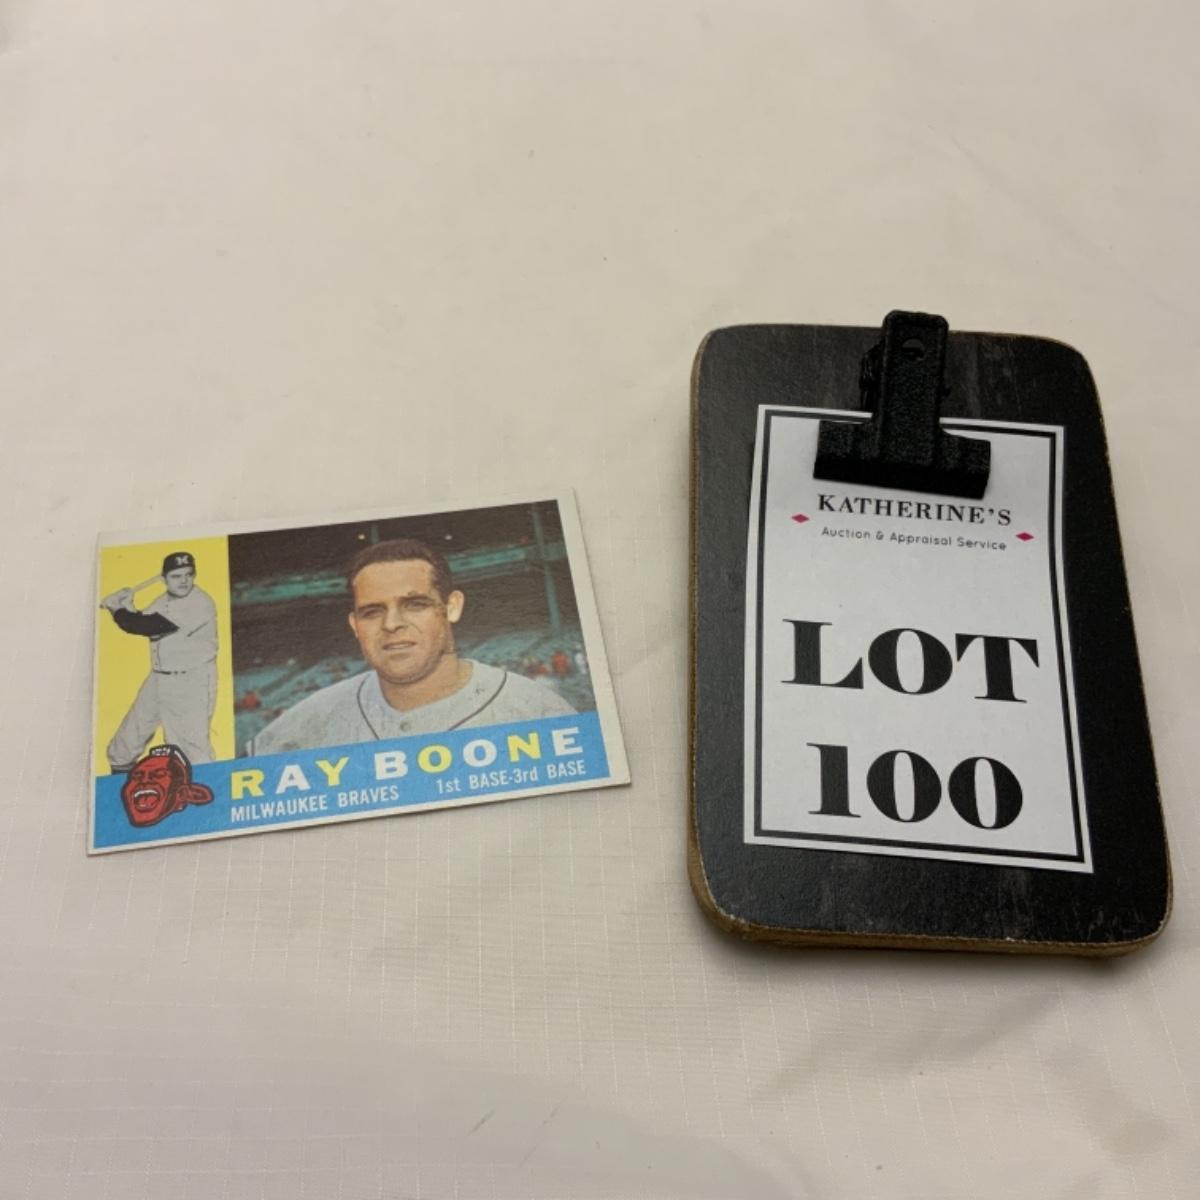 M
RAY BOONE
MILWAUKEE BRAVES 1st BASE-3rd BASE
KATHERINE'S
Auction & Appraisal Service
LOT
100